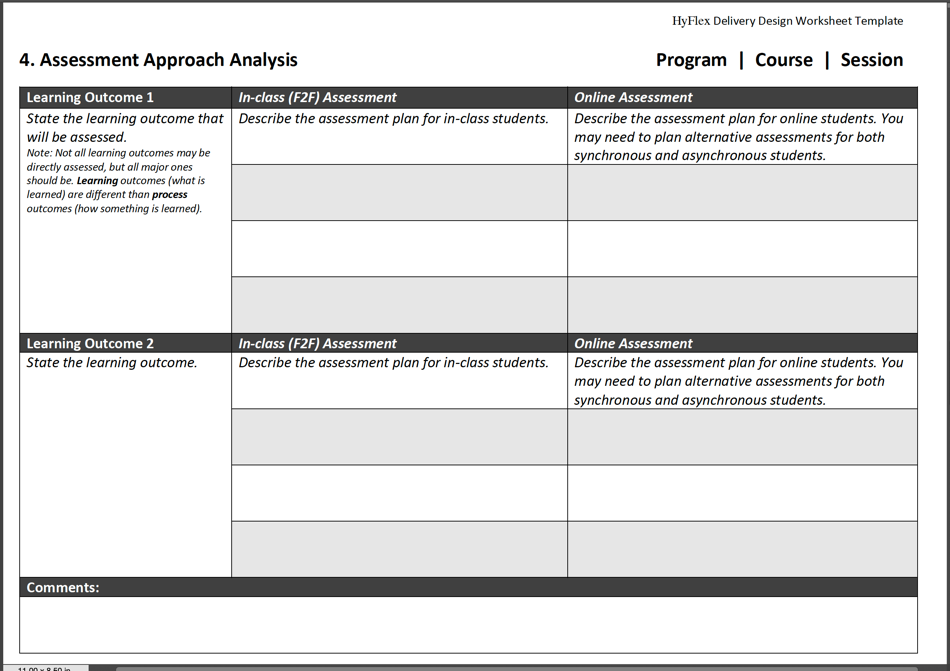 HyFlex Delivery Design Worksheet Template
4. Assessment Approach Analysis
Program | Course | Session
Learning Outcome 1
In-class (F2F) Assessment
Online Assessment
State the learning outcome that
will be assessed.
Note: Not all learning outcomes may be
directly assessed, but all major ones
should be. Learning outcomes (what is
learned) are different than process
outcomes (how something is learned).
Describe the assessment plan for in-class students.
Describe the assessment plan for online students. You
may need to plan alternative assessments for both
synchronous and asynchronous students.
Learning Outcome 2
In-class (F2F) Assessment
Online Assessment
State the learning outcome.
Describe the assessment plan for in-class students.
Describe the assessment plan for online students. You
may need to plan alternative assessments for both
synchronous and asynchronous students.
Comments:
11.00 x 8.50 in